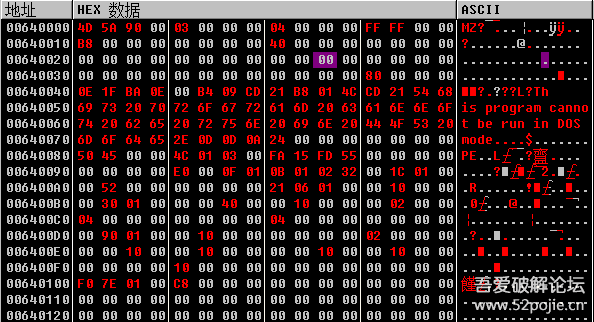 地址 HEX 数据 ASCII
00640000 4D 5A 90 00 03 00 00 00 04 00 00 00 FF FF 00 00 MZ?
00640010 B8 00 00 00 00 00 00 00 40 00 00 00 00 00 00 00 ?.......@.......
00640020 00 00 00 00 00 00 00 00 00 00 00 00 00 00 00 00 ................
00640030 00 00 00 00 00 00 00 00 00 00 00 00 80 00 00 00
00640040 0E 1F BA 0E 00 B4 09 CD 21 B8 01 4C CD 21 54 68 L?Th
00640050 69 73 20 70 72 6F 67 72 61 6D 20 63 61 6E 6E 6F is program canno
00640060 74 20 62 65 20 72 75 6E 20 69 6E 20 44 4F 53 20 t be run in DOS
00640070 6D 6F 64 65 2E 0D 0D 0A 24 00 00 00 00 00 00 00 mode....$.......
00640080 50 45 00 00 4C 01 03 00 FA 15 FD 55 00 00 00 00 PE..L
00640090 00 00 00 00 E0 00 0F 01 0B 01 02 32 00 1C 01 00
006400A0 00 52 00 00 00 00 00 00 21 06 01 00 00 10 00 00 .R......!
006400B0 00 30 01 00 00 00 40 00 00 10 00 00 00 02 00 00 .0
006400C0 04 00 00 00 00 00 00 00 04 00 00 00 00 00 00 00
006400D0 00 90 01 00 00 10 00 00 00 00 00 00 02 00 00 00
006400E0 00 00 10 00 00 10 00 00 00 00 10 00 00 10 00 00
006400F0 00 00 00 00 10 00 00 00 00 00 00 00 00 00 00 00
00640100 F0 7E 01 00 C8 00 00 00 00 00 00 00 00 00 00 00
00640110 00 00 00 00 00 00 00 00 00 00 00 00 00 00 00 00
00640120 00 00 00 00 00 00 00 00 00 00 00 00 00 00 00 00
吾爱破解论坛
www.52pojie.cn